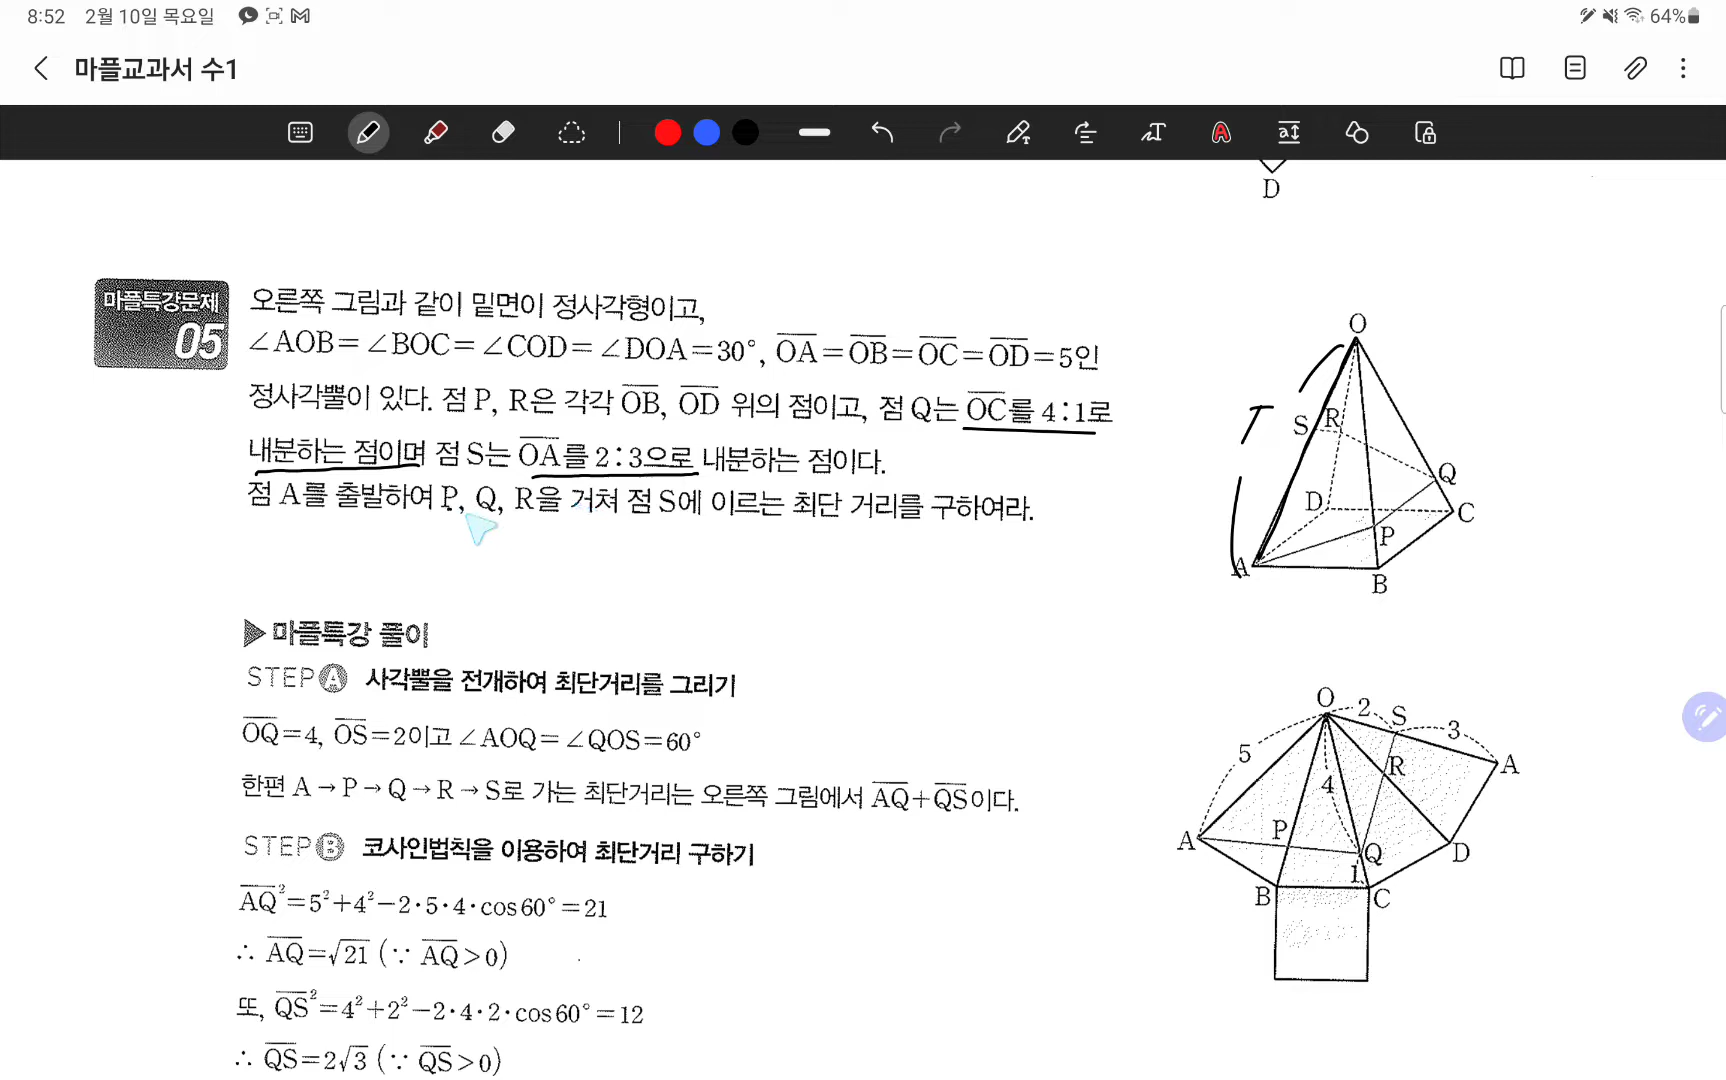 8:52 2월 10일 목요일 64%
마플교과서 수1
D
마플특강문제
05
오른쪽 그림과 같이 밑면이 정사각형이고,
∠AOB=∠BOC=∠COD=∠DOA=30°, OA=OB=OC=OD=5인
정사각뿔이 있다. 점 P, R은 각각 OB, OD 위의 점이고, 점 Q는 OC를 4:1로
내분하는 점이며 점 S는 OA를 2:3으로 내분하는 점이다.
점 A를 출발하여 P, Q, R을 거쳐 점 S에 이르는 최단 거리를 구하여라.
O
S R
Q
D C
P
A
B
▶ 마플특강 풀이
STEP A 사각뿔을 전개하여 최단거리를 그리기
OQ=4, OS=2이고 ∠AOQ=∠QOS=60°
한편 A→P→Q→R→S로 가는 최단거리는 오른쪽 그림에서 AQ+QS이다.
STEP B 코사인법칙을 이용하여 최단거리 구하기
AQ²=5²+4²-2·5·4·cos60°=21
∴ AQ=√21 (∵ AQ>0)
또, QS²=4²+2²-2·4·2·cos60°=12
∴ QS=2√3 (∵ QS>0)
O 2 S
3
5
R A
4
P
A Q D
1
B C